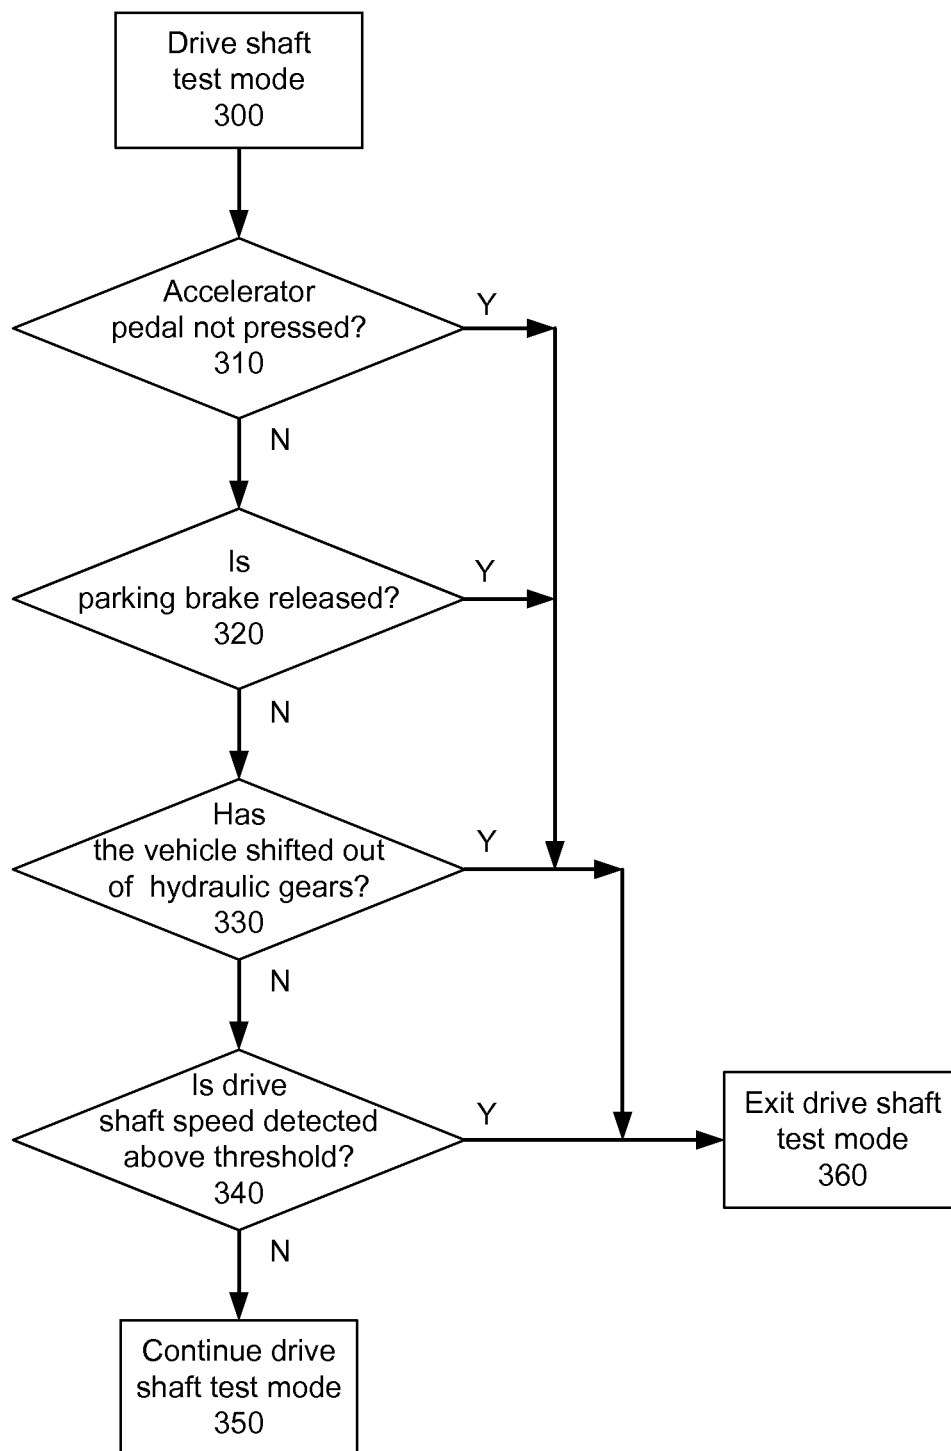 Drive shaft
test mode
300
Accelerator
pedal not pressed?
310
Y
N
Is
parking brake released?
320
Y
N
Has
the vehicle shifted out
of hydraulic gears?
330
Y
N
Is drive
shaft speed detected
above threshold?
340
Y
N
Exit drive shaft
test mode
360
Continue drive
shaft test mode
350